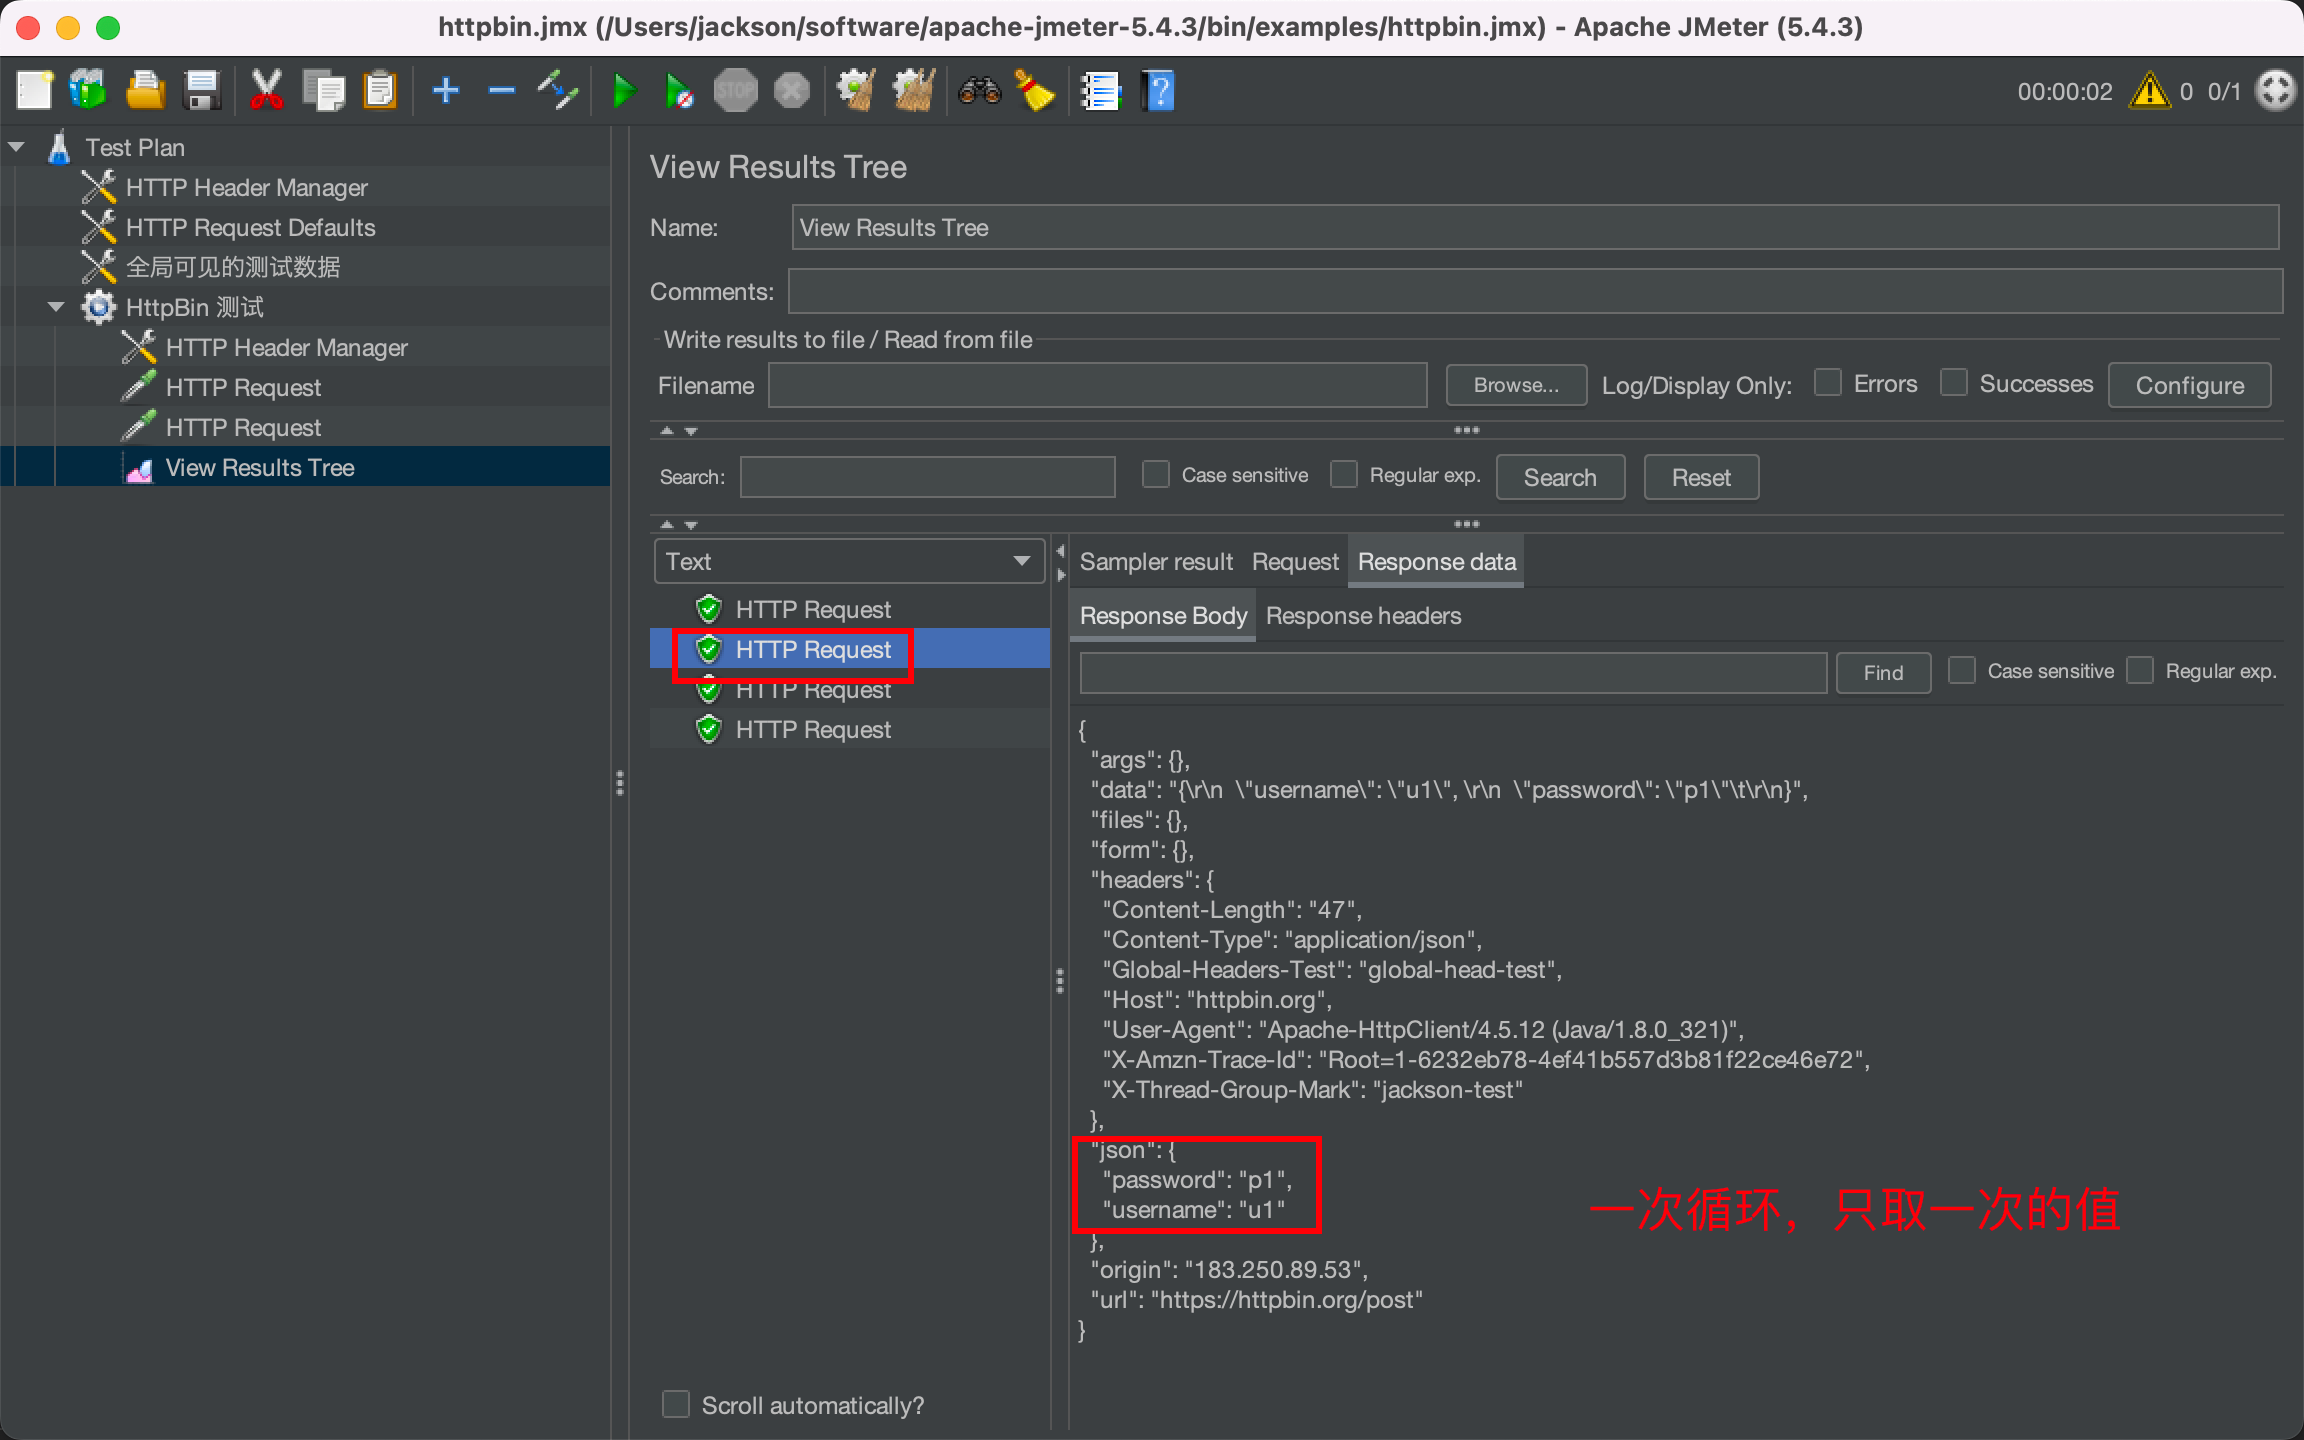 httpbin.jmx (/Users/jackson/software/apache-jmeter-5.4.3/bin/examples/httpbin.jmx) - Apache JMeter (5.4.3)
STOP
00:00:02 0 0/1
Test Plan
HTTP Header Manager
HTTP Request Defaults
全局可见的测试数据
HttpBin 测试
HTTP Header Manager
HTTP Request
HTTP Request
View Results Tree
View Results Tree
Name: View Results Tree
Comments:
Write results to file / Read from file
Filename Browse... Log/Display Only: Errors Successes Configure
Search: Case sensitive Regular exp. Search Reset
Text
HTTP Request
HTTP Request
HTTP Request
HTTP Request
Scroll automatically?
Sampler result Request Response data
Response Body Response headers
Find Case sensitive Regular exp.
{
"args": {},
"data": "{\r\n  \"username\": \"u1\", \r\n  \"password\": \"p1\"\t\r\n}",
"files": {},
"form": {},
"headers": {
"Content-Length": "47",
"Content-Type": "application/json",
"Global-Headers-Test": "global-head-test",
"Host": "httpbin.org",
"User-Agent": "Apache-HttpClient/4.5.12 (Java/1.8.0_321)",
"X-Amzn-Trace-Id": "Root=1-6232eb78-4ef41b557d3b81f22ce46e72",
"X-Thread-Group-Mark": "jackson-test"
},
"json": {
"password": "p1",
"username": "u1"
},
"origin": "183.250.89.53",
"url": "https://httpbin.org/post"
}
一次循环，只取一次的值